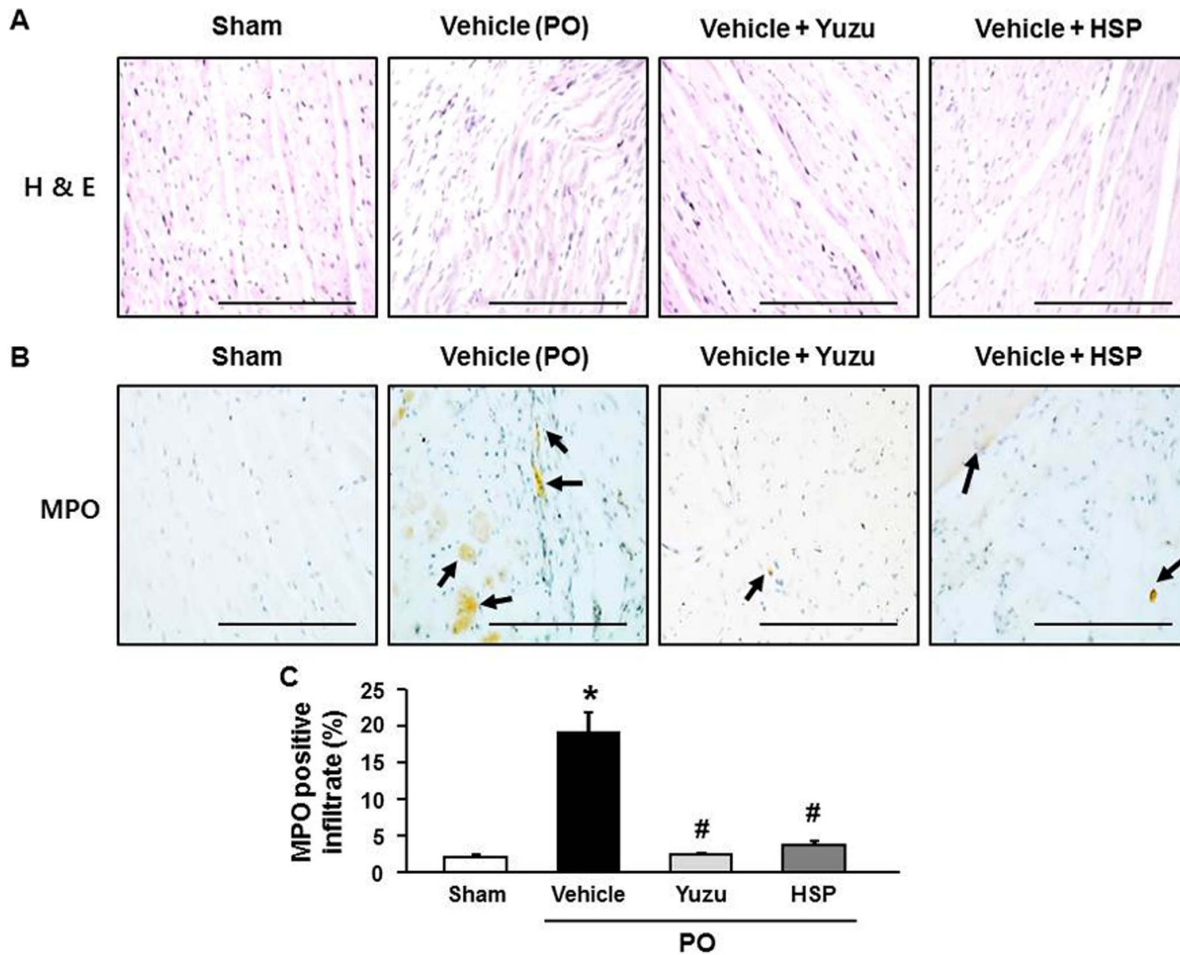 A
Sham Vehicle (PO) Vehicle + Yuzu Vehicle + HSP
H & E
B
Sham Vehicle (PO) Vehicle + Yuzu Vehicle + HSP
MPO
C
MPO positive
infiltrate (%)
25
20
15
10
5
0
*
#
#
Sham Vehicle Yuzu HSP
PO